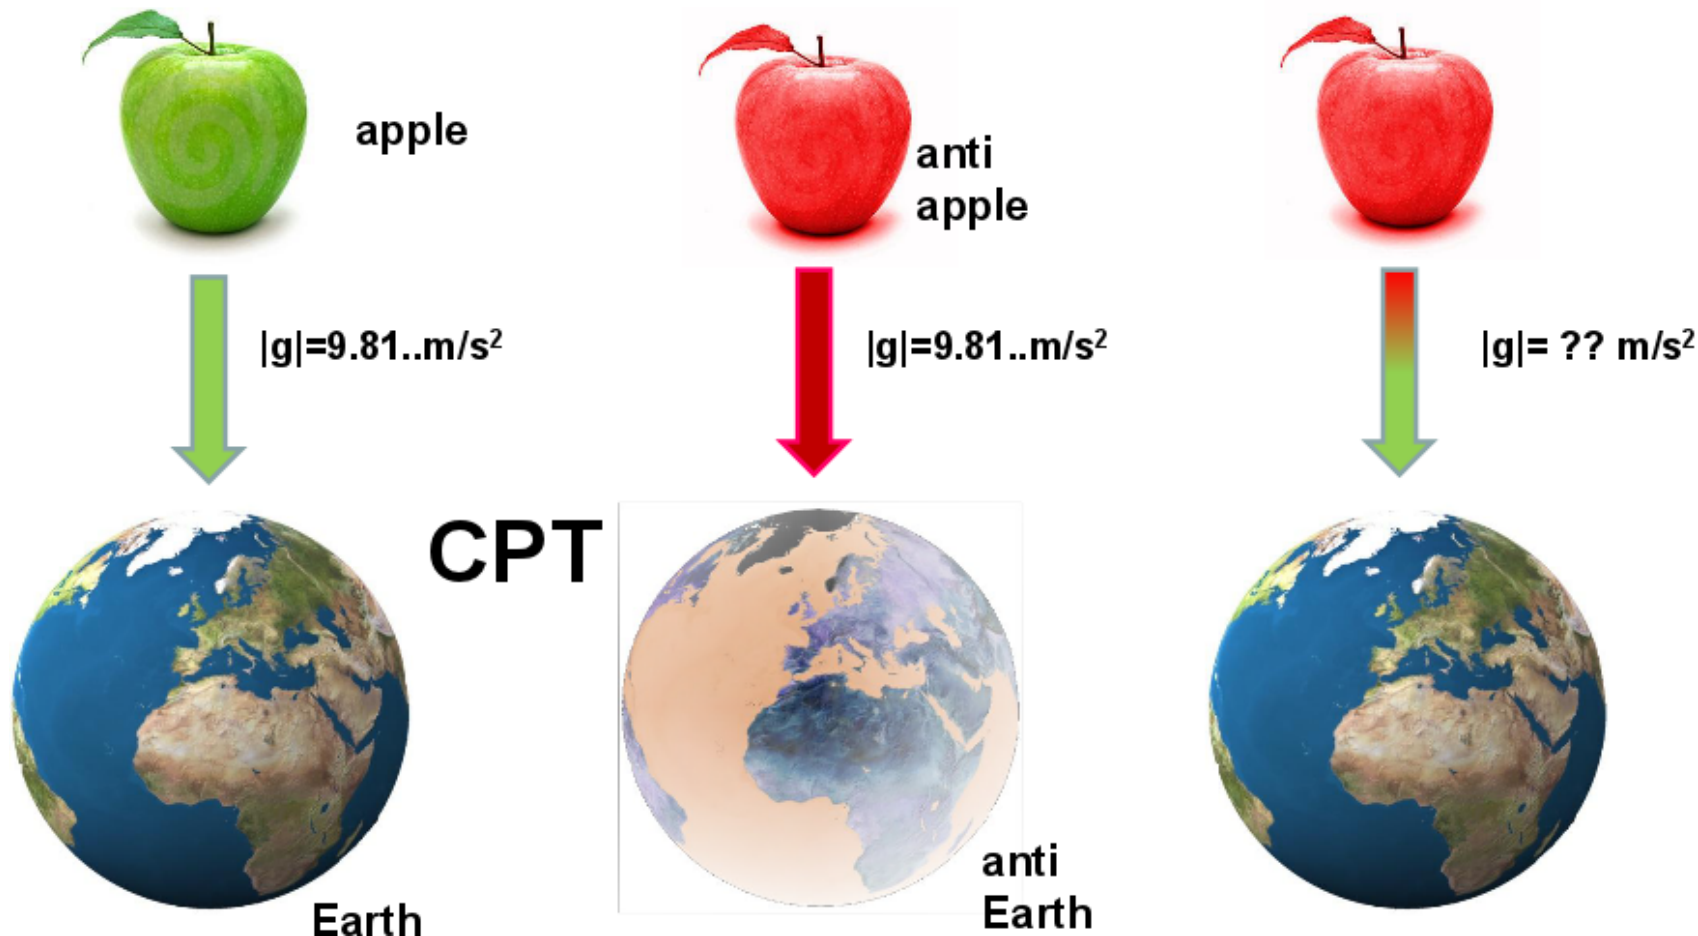 apple
anti
apple
|g|=9.81..m/s²
|g|=9.81..m/s²
|g|= ?? m/s²
CPT
anti
Earth
Earth